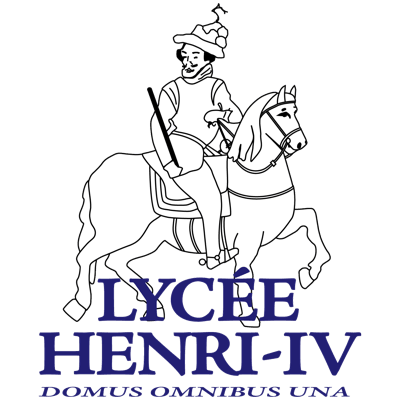 LYCÉE
HENRI-IV
DOMUS OMNIBUS UNA